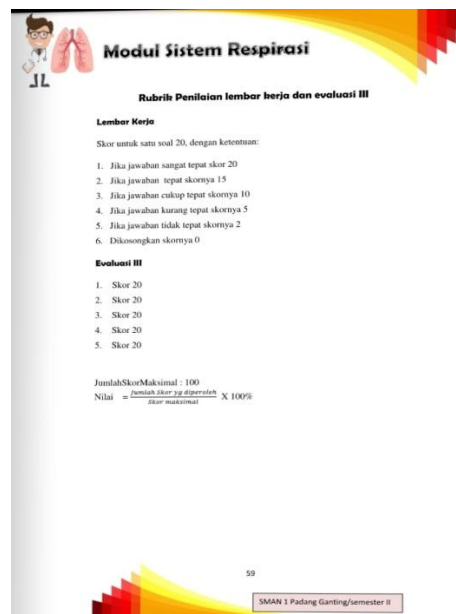 Modul Sistem Respirasi
Rubrik Penilaian lembar kerja dan evaluasi III
Lembar Kerja
Skor untuk satu soal 20, dengan ketentuan:
1. Jika jawaban sangat tepat skor 20
2. Jika jawaban tepat skornya 15
3. Jika jawaban cukup tepat skornya 10
4. Jika jawaban kurang tepat skornya 5
5. Jika jawaban tidak tepat skornya 2
6. Dikosongkan skornya 0
Evaluasi III
1. Skor 20
2. Skor 20
3. Skor 20
4. Skor 20
5. Skor 20
JumlahSkorMaksimal : 100
Nilai = Jumlah Skor yg diperoleh / Skor maksimal X 100%
59
SMAN 1 Padang Ganting/semester II